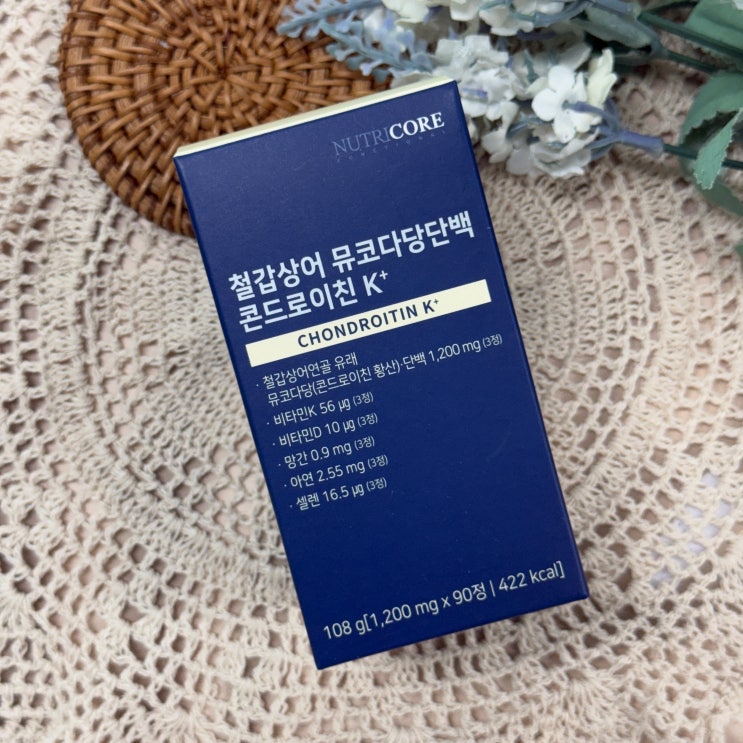 NUTRICORE
철갑상어 뮤코다당단백
콘드로이친 K⁺
CHONDROITIN K⁺
· 철갑상어연골 유래
뮤코다당(콘드로이친 황산)·단백 1,200 mg (3정)
· 비타민K 56 ㎍ (3정)
· 비타민D 10 ㎍ (3정)
· 망간 0.9 mg (3정)
· 아연 2.55 mg (3정)
· 셀렌 16.5 ㎍ (3정)
108 g[1,200 mg x 90정 | 422 kcal]